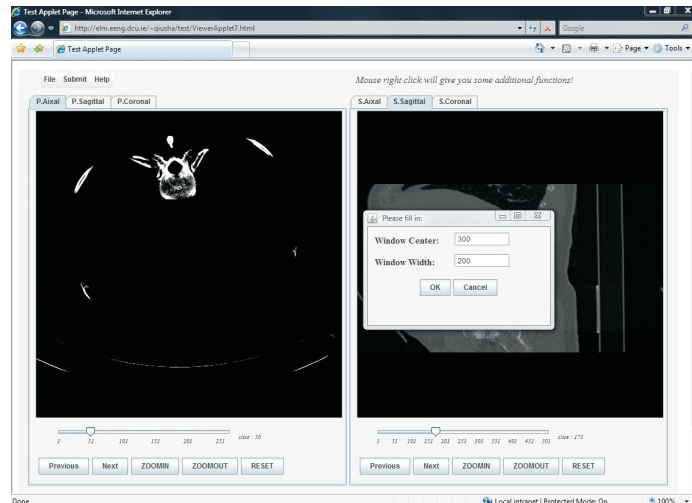 Test Applet Page - Microsoft Internet Explorer
http://elm.eeng.dcu.ie/~qiusha/test/ViewerApplet7.html
Google
Test Applet Page
Page
Tools
File Submit Help
Mouse right click will give you some additional functions!
P.Aixal P.Sagittal P.Coronal
S.Aixal S.Sagittal S.Coronal
Please fill in:
Window Center: 300
Window Width: 200
OK Cancel
1 51 101 151 201 251 slice : 50
1 51 101 151 201 251 301 351 401 451 501 slice : 173
Previous Next ZOOMIN ZOOMOUT RESET
Previous Next ZOOMIN ZOOMOUT RESET
Done
Local intranet | Protected Mode: On
100%